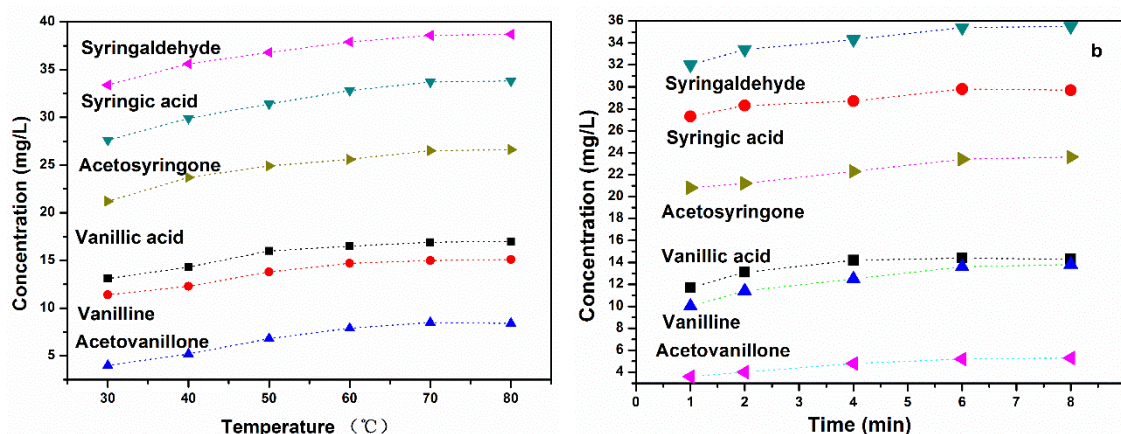 Concentration (mg/L)
40
35
30
25
20
15
10
5
Syringaldehyde
Syringic acid
Acetosyringone
Vanillic acid
Vanilline
Acetovanillone
30 40 50 60 70 80
Temperature （℃）
Concentration (mg/L)
36
34
32
30
28
26
24
22
20
18
16
14
12
10
8
6
4
b
Syringaldehyde
Syringic acid
Acetosyringone
Vanillic acid
Vanilline
Acetovanillone
0 1 2 3 4 5 6 7 8
Time (min)